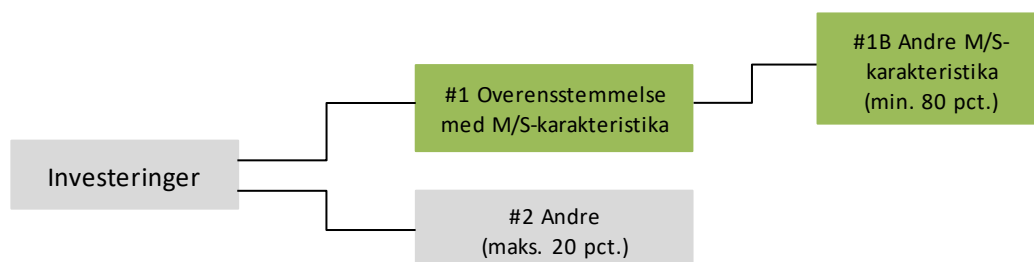 #1B Andre M/S-
karakteristika
(min. 80 pct.)
#1 Overensstemmelse
med M/S-karakteristika
Investeringer
#2 Andre
(maks. 20 pct.)